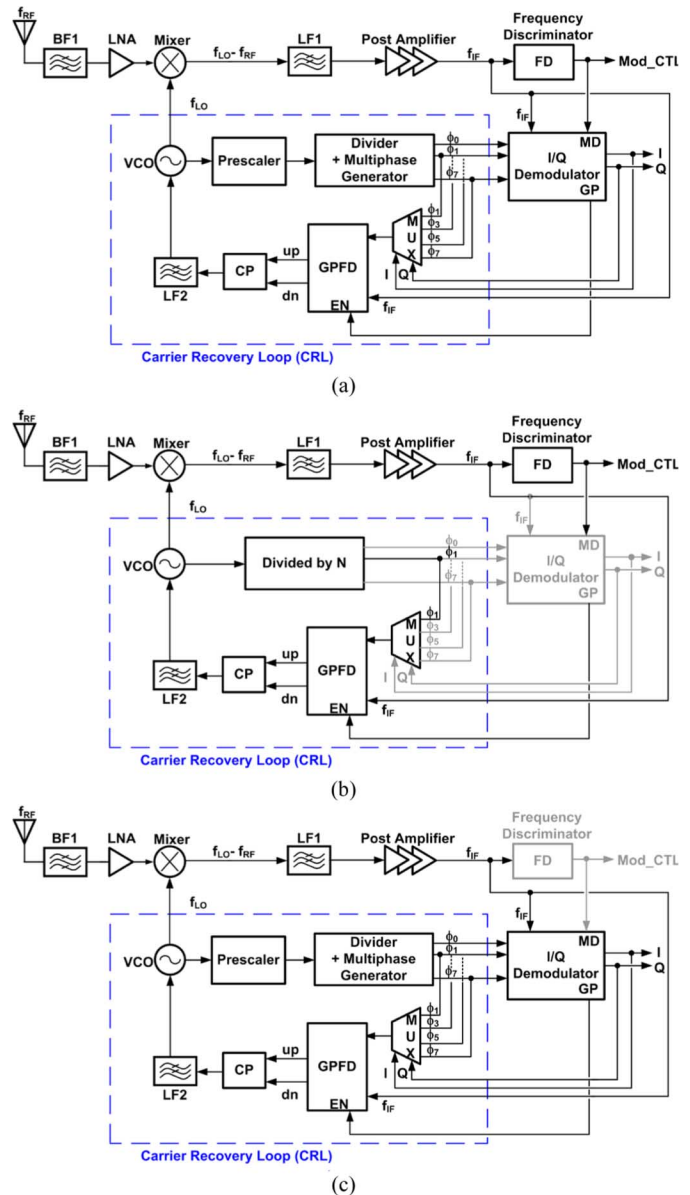 f_RF
BF1 LNA Mixer f_LO- f_RF LF1 Post Amplifier f_IF Frequency Discriminator
FD Mod_CTL
f_LO f_IF
VCO Prescaler Divider + Multiphase Generator ϕ0 ϕ1 ϕ7 MD I/Q Demodulator GP I Q
MUX ϕ1 ϕ3 ϕ5 ϕ7
LF2 CP up dn GPFD EN I Q f_IF
Carrier Recovery Loop (CRL)
(a)
f_RF
BF1 LNA Mixer f_LO- f_RF LF1 Post Amplifier f_IF Frequency Discriminator
FD Mod_CTL
f_LO f_IF
VCO Divided by N ϕ0 ϕ1 ϕ7 MD I/Q Demodulator GP I Q
MUX ϕ1 ϕ3 ϕ5 ϕ7
LF2 CP up dn GPFD EN I Q f_IF
Carrier Recovery Loop (CRL)
(b)
f_RF
BF1 LNA Mixer f_LO- f_RF LF1 Post Amplifier f_IF Frequency Discriminator
FD Mod_CTL
f_LO f_IF
VCO Prescaler Divider + Multiphase Generator ϕ0 ϕ1 ϕ7 MD I/Q Demodulator GP I Q
MUX ϕ1 ϕ3 ϕ5 ϕ7
LF2 CP up dn GPFD EN I Q f_IF
Carrier Recovery Loop (CRL)
(c)